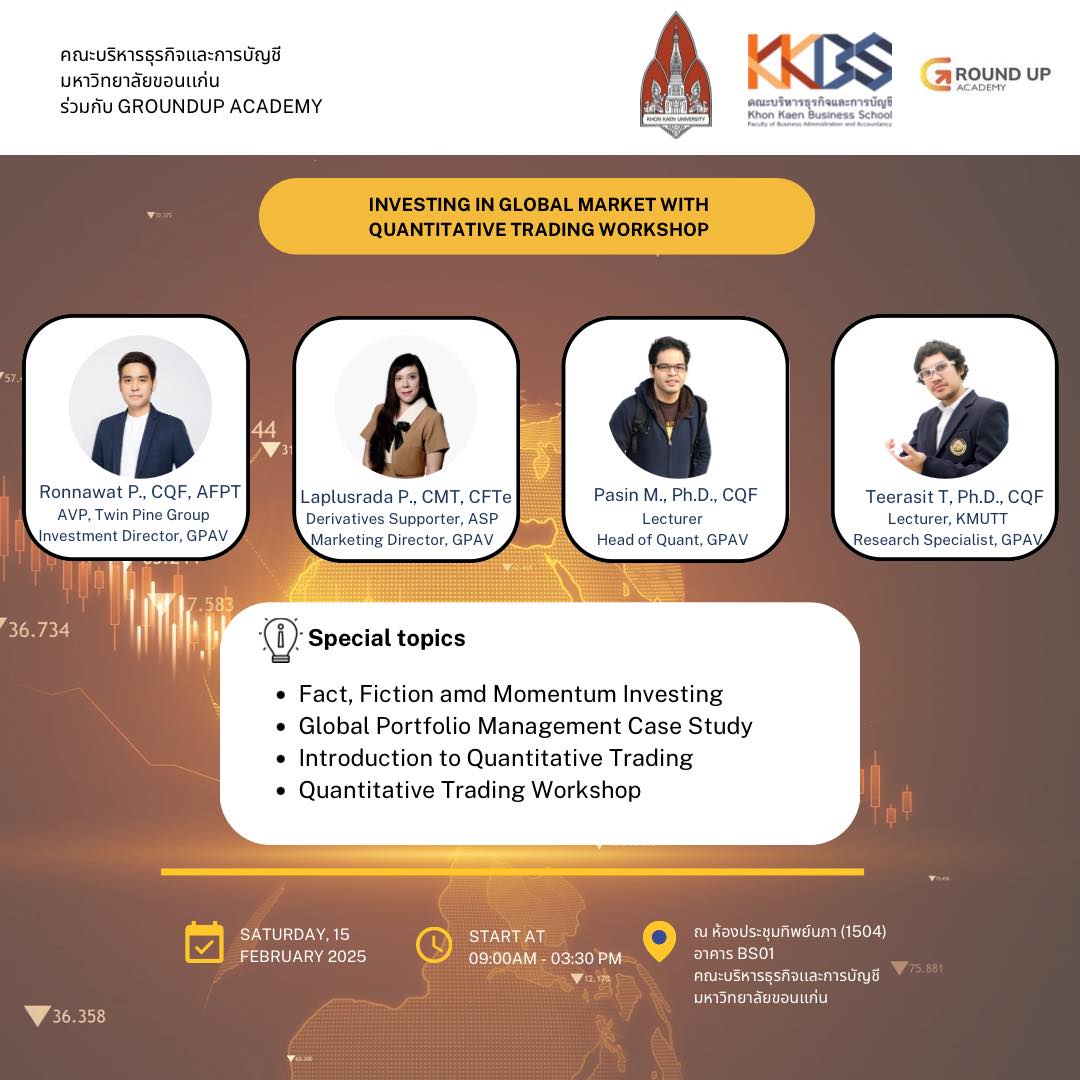 คณะบริหารธุรกิจและการบัญชี
มหาวิทยาลัยขอนแก่น
ร่วมกับ GROUNDUP ACADEMY
KHON KAEN UNIVERSITY
KKBS
คณะบริหารธุรกิจและการบัญชี
Khon Kaen Business School
Faculty of Business Administration and Accountancy
GROUND UP
ACADEMY
INVESTING IN GLOBAL MARKET WITH
QUANTITATIVE TRADING WORKSHOP
Ronnawat P., CQF, AFPT
AVP, Twin Pine Group
Investment Director, GPAV
Laplusrada P., CMT, CFTe
Derivatives Supporter, ASP
Marketing Director, GPAV
Pasin M., Ph.D., CQF
Lecturer
Head of Quant, GPAV
Teerasit T, Ph.D., CQF
Lecturer, KMUTT
Research Specialist, GPAV
44
36.734
7.583
Special topics
• Fact, Fiction amd Momentum Investing
• Global Portfolio Management Case Study
• Introduction to Quantitative Trading
• Quantitative Trading Workshop
SATURDAY, 15
FEBRUARY 2025
START AT
09:00AM - 03:30 PM
ณ ห้องประชุมทิพย์นภา (1504)
อาคาร BS01
คณะบริหารธุรกิจและการบัญชี
มหาวิทยาลัยขอนแก่น
75.881
12.178
36.358